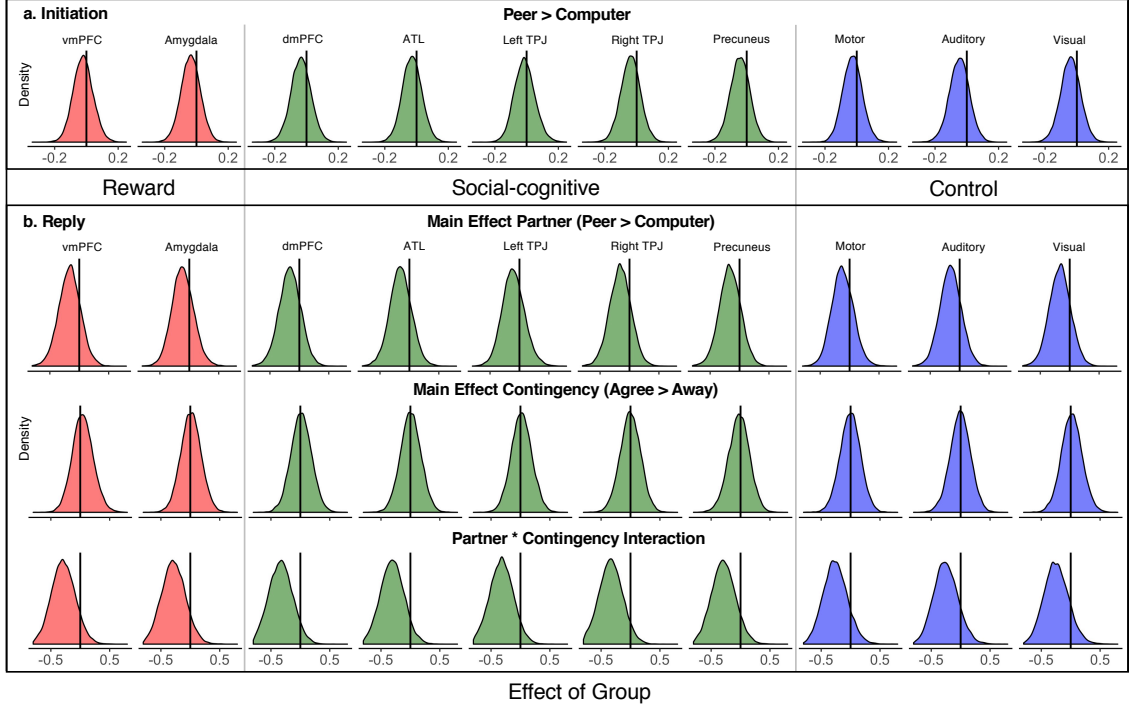 a. Initiation
Peer > Computer
vmPFC Amygdala dmPFC ATL Left TPJ Right TPJ Precuneus Motor Auditory Visual
Density
-0.2 0.2 -0.2 0.2 -0.2 0.2 -0.2 0.2 -0.2 0.2 -0.2 0.2 -0.2 0.2 -0.2 0.2 -0.2 0.2 -0.2 0.2
Reward Social-cognitive Control
b. Reply
Main Effect Partner (Peer > Computer)
vmPFC Amygdala dmPFC ATL Left TPJ Right TPJ Precuneus Motor Auditory Visual
Main Effect Contingency (Agree > Away)
Density
Partner * Contingency Interaction
-0.5 0.5 -0.5 0.5 -0.5 0.5 -0.5 0.5 -0.5 0.5 -0.5 0.5 -0.5 0.5 -0.5 0.5 -0.5 0.5 -0.5 0.5
Effect of Group